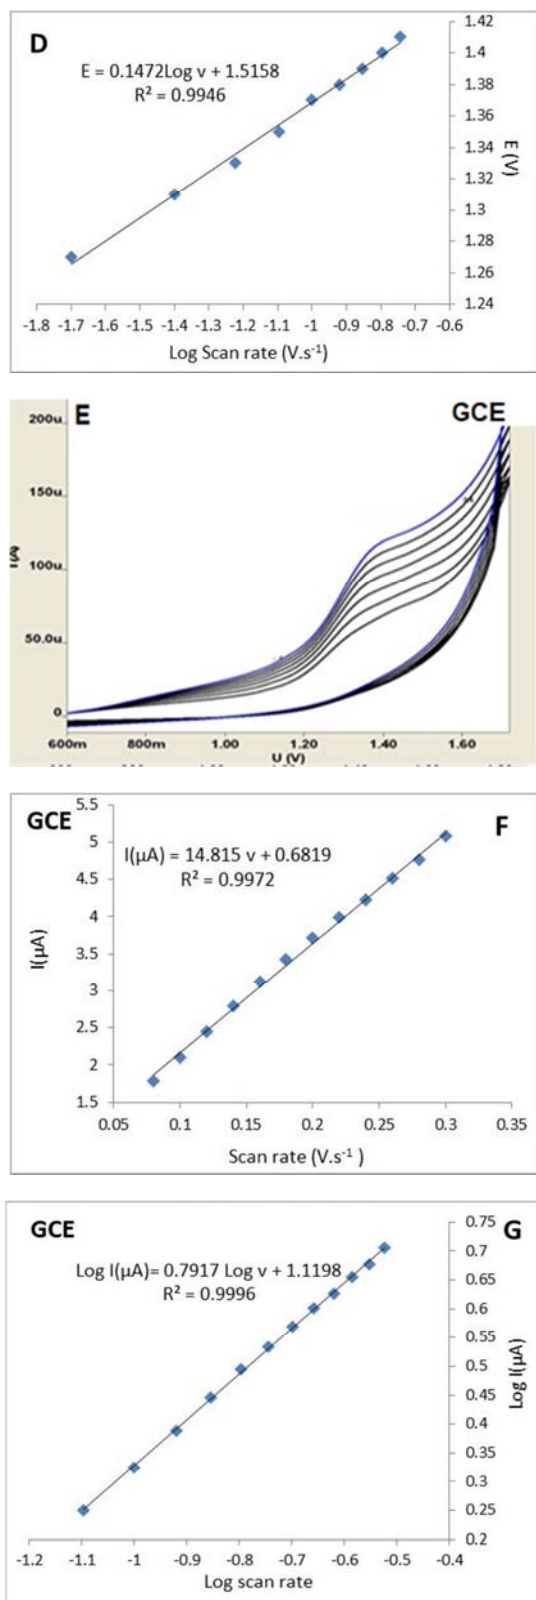 D
E = 0.1472Log v + 1.5158
R² = 0.9946
1.42
1.4
1.38
1.36
1.34
1.32
1.3
1.28
1.26
1.24
E (V)
-1.8 -1.7 -1.6 -1.5 -1.4 -1.3 -1.2 -1.1 -1 -0.9 -0.8 -0.7 -0.6
Log Scan rate (V.s⁻¹)
E GCE
200u
150u
100u
50.0u
0
600m 800m 1.00 1.20 1.40 1.60
U (V)
GCE F
I(µA) = 14.815 v + 0.6819
R² = 0.9972
5.5
5
4.5
4
3.5
3
2.5
2
1.5
I(µA)
0.05 0.1 0.15 0.2 0.25 0.3 0.35
Scan rate (V.s⁻¹ )
GCE G
Log I(µA)= 0.7917 Log v + 1.1198
R² = 0.9996
0.75
0.7
0.65
0.6
0.55
0.5
0.45
0.4
0.35
0.3
0.25
0.2
Log I(µA)
-1.2 -1.1 -1 -0.9 -0.8 -0.7 -0.6 -0.5 -0.4
Log scan rate